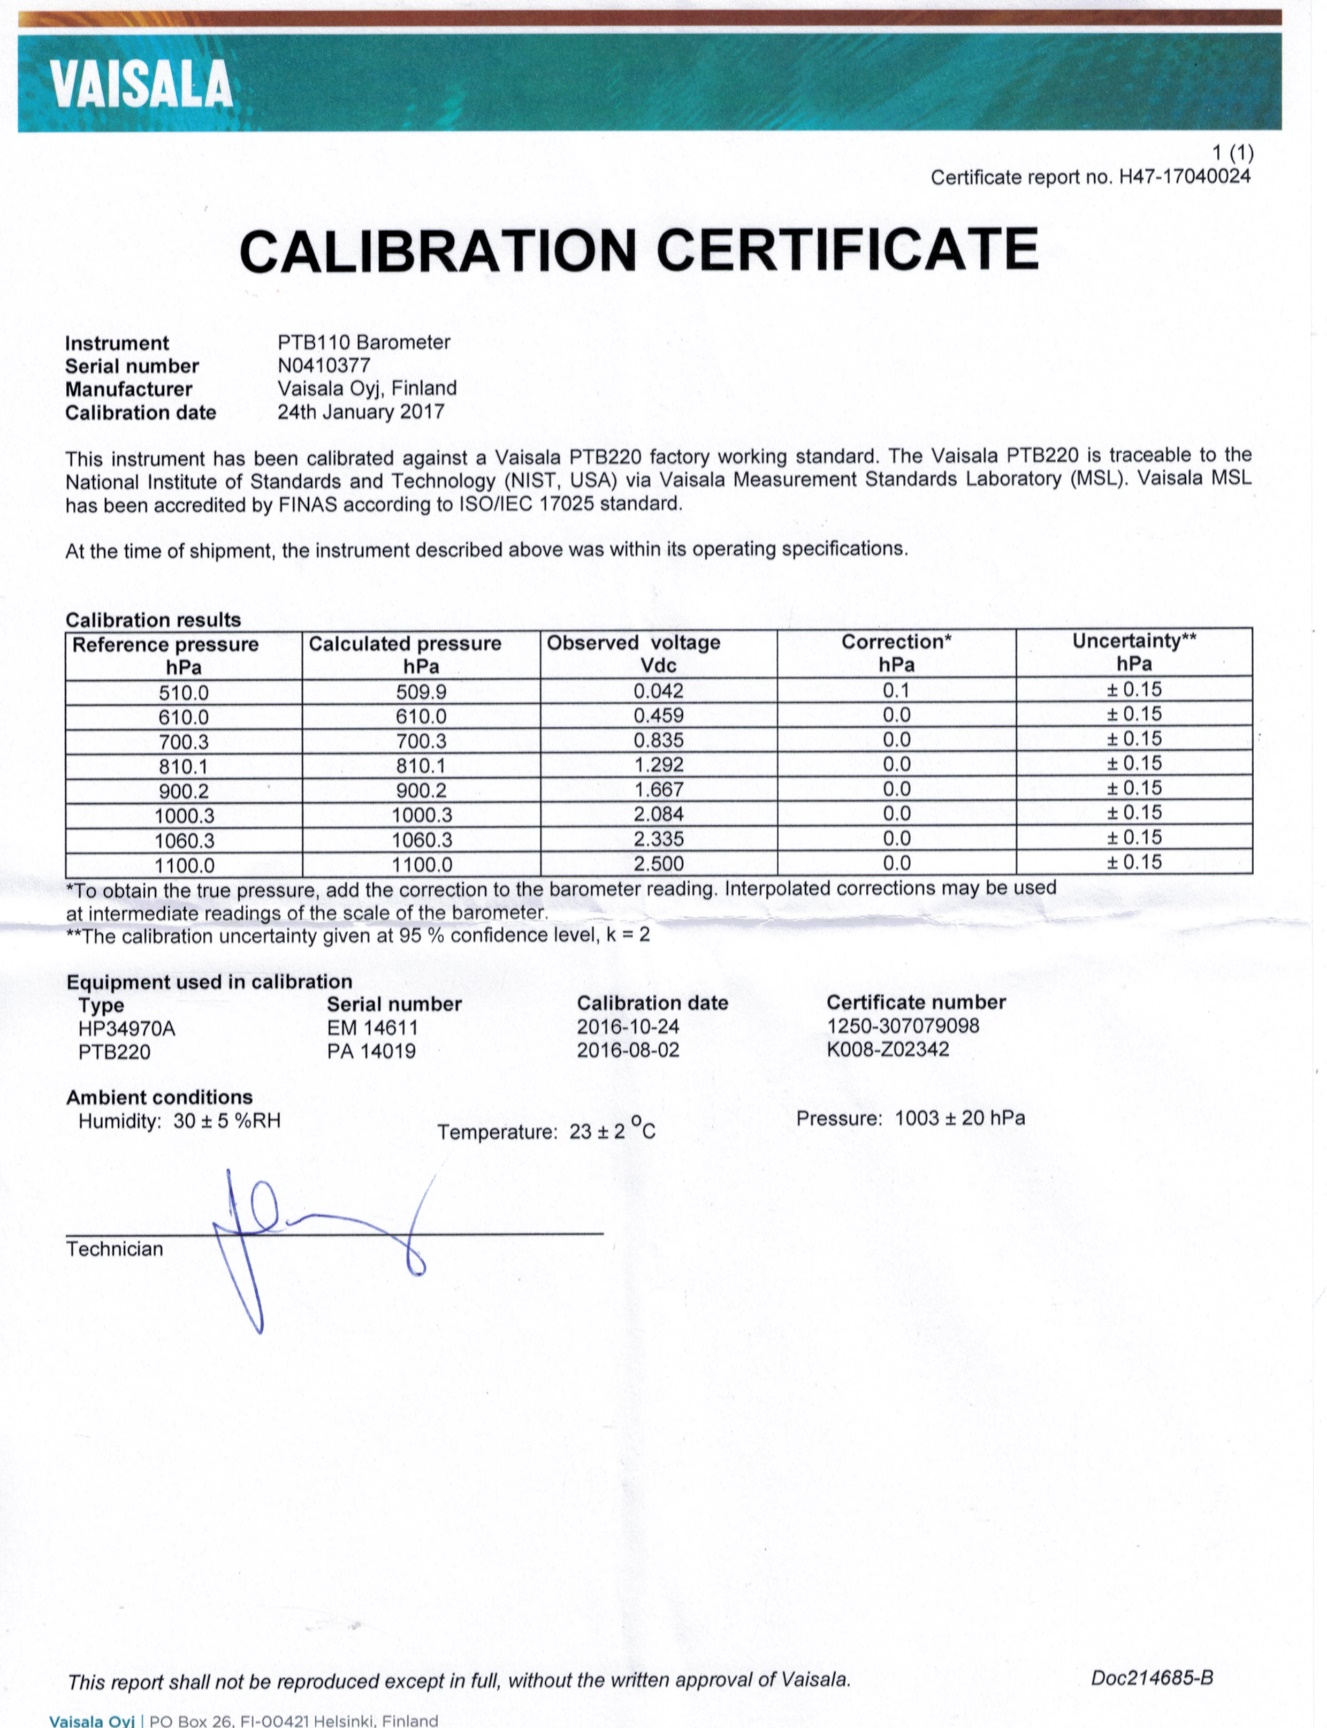 VAISALA
1 (1)
Certificate report no. H47-17040024
CALIBRATION CERTIFICATE
Instrument PTB110 Barometer
Serial number N0410377
Manufacturer Vaisala Oyj, Finland
Calibration date 24th January 2017
This instrument has been calibrated against a Vaisala PTB220 factory working standard. The Vaisala PTB220 is traceable to the
National Institute of Standards and Technology (NIST, USA) via Vaisala Measurement Standards Laboratory (MSL). Vaisala MSL
has been accredited by FINAS according to ISO/IEC 17025 standard.
At the time of shipment, the instrument described above was within its operating specifications.
Calibration results
Reference pressure Calculated pressure Observed voltage Correction* Uncertainty**
hPa hPa Vdc hPa hPa
510.0 509.9 0.042 0.1 ± 0.15
610.0 610.0 0.459 0.0 ± 0.15
700.3 700.3 0.835 0.0 ± 0.15
810.1 810.1 1.292 0.0 ± 0.15
900.2 900.2 1.667 0.0 ± 0.15
1000.3 1000.3 2.084 0.0 ± 0.15
1060.3 1060.3 2.335 0.0 ± 0.15
1100.0 1100.0 2.500 0.0 ± 0.15
*To obtain the true pressure, add the correction to the barometer reading. Interpolated corrections may be used
at intermediate readings of the scale of the barometer.
**The calibration uncertainty given at 95 % confidence level, k = 2
Equipment used in calibration
Type Serial number Calibration date Certificate number
HP34970A EM 14611 2016-10-24 1250-307079098
PTB220 PA 14019 2016-08-02 K008-Z02342
Ambient conditions
Humidity: 30 ± 5 %RH Temperature: 23 ± 2 °C Pressure: 1003 ± 20 hPa
Technician
This report shall not be reproduced except in full, without the written approval of Vaisala. Doc214685-B
Vaisala Oyj | PO Box 26, FI-00421 Helsinki, Finland